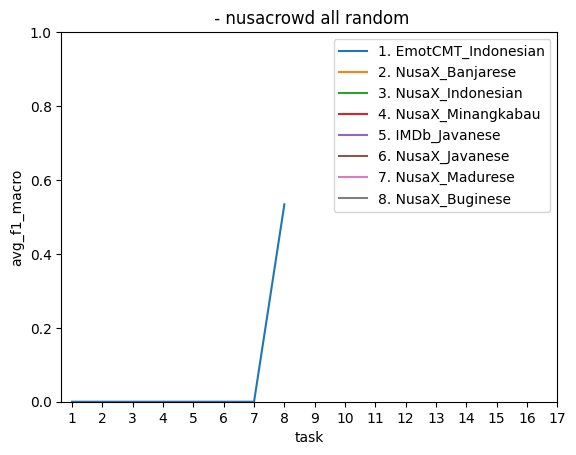 - nusacrowd all random
1.0
0.8
0.6
0.4
0.2
0.0
avg_f1_macro
1. EmotCMT_Indonesian
2. NusaX_Banjarese
3. NusaX_Indonesian
4. NusaX_Minangkabau
5. IMDb_Javanese
6. NusaX_Javanese
7. NusaX_Madurese
8. NusaX_Buginese
1 2 3 4 5 6 7 8 9 10 11 12 13 14 15 16 17
task